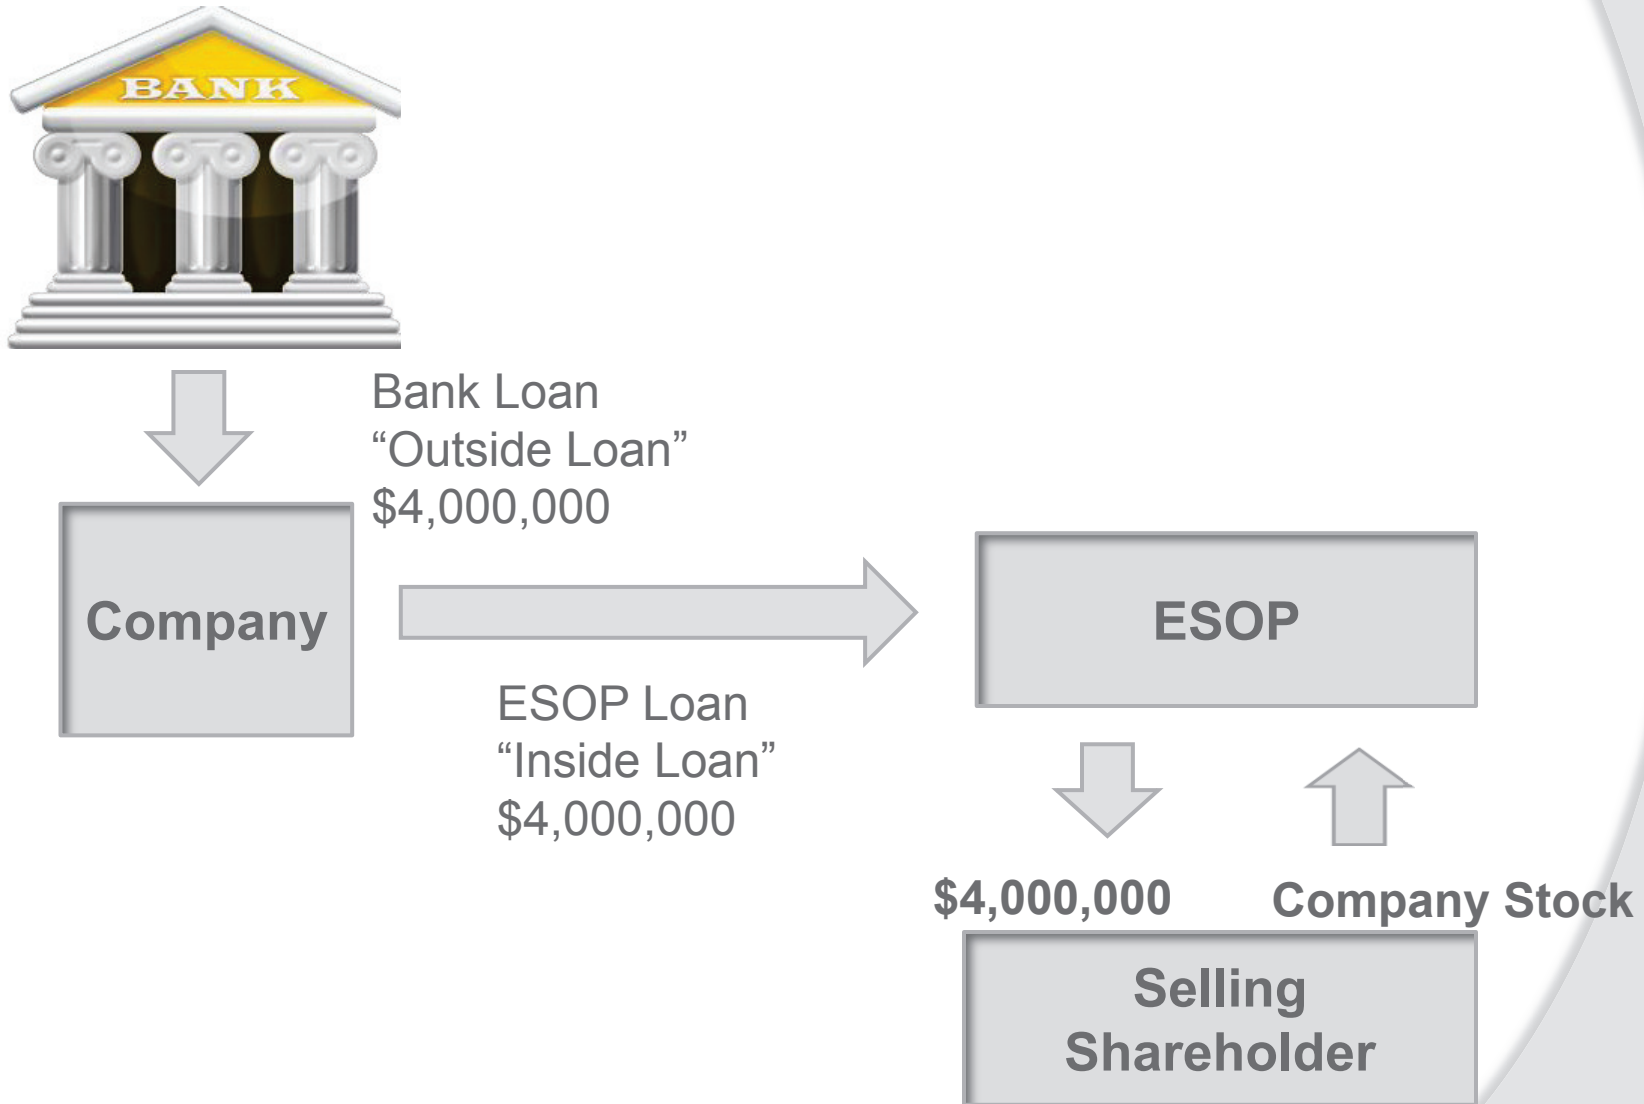 BANK
Bank Loan
“Outside Loan”
$4,000,000
Company
ESOP
ESOP Loan
“Inside Loan”
$4,000,000
$4,000,000
Company Stock
Selling
Shareholder